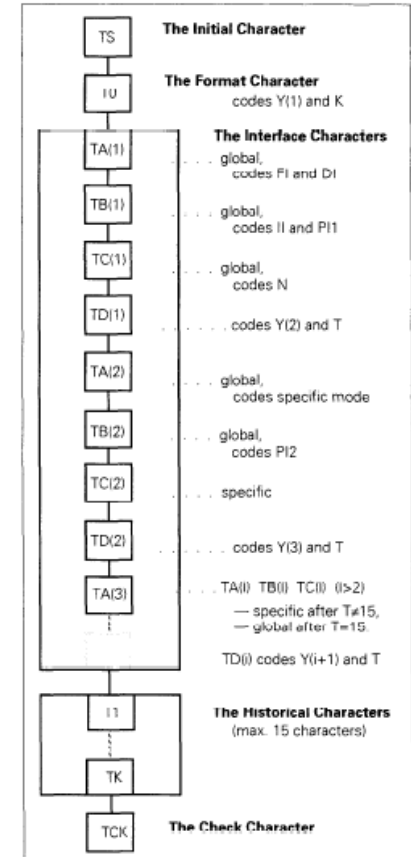 TS The Initial Character
T0 The Format Character
codes Y(1) and K
The Interface Characters
TA(1) global,
codes FI and DI
TB(1) global,
codes II and PI1
TC(1) global,
codes N
TD(1) codes Y(2) and T
TA(2) global,
codes specific mode
TB(2) global,
codes PI2
TC(2) specific
TD(2) codes Y(3) and T
TA(3) TA(i) TB(i) TC(i) (i>2)
— specific after T≠15,
— global after T=15.
TD(i) codes Y(i+1) and T
T1 The Historical Characters
(max. 15 characters)
TK
TCK The Check Character